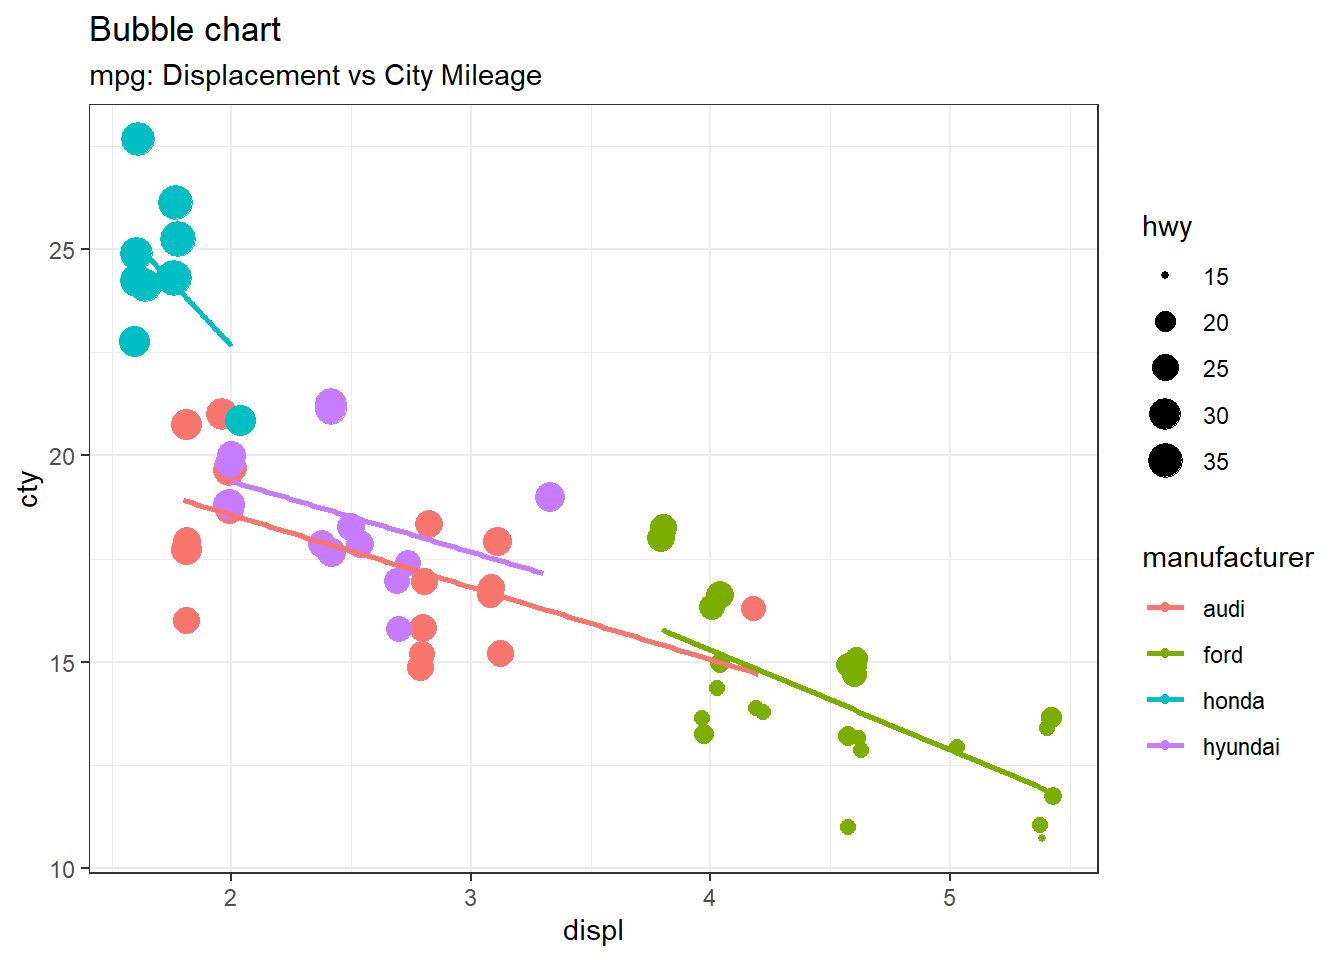 Bubble chart
mpg: Displacement vs City Mileage
25
20
15
10
cty
2
3
4
5
displ
hwy
15
20
25
30
35
manufacturer
audi
ford
honda
hyundai